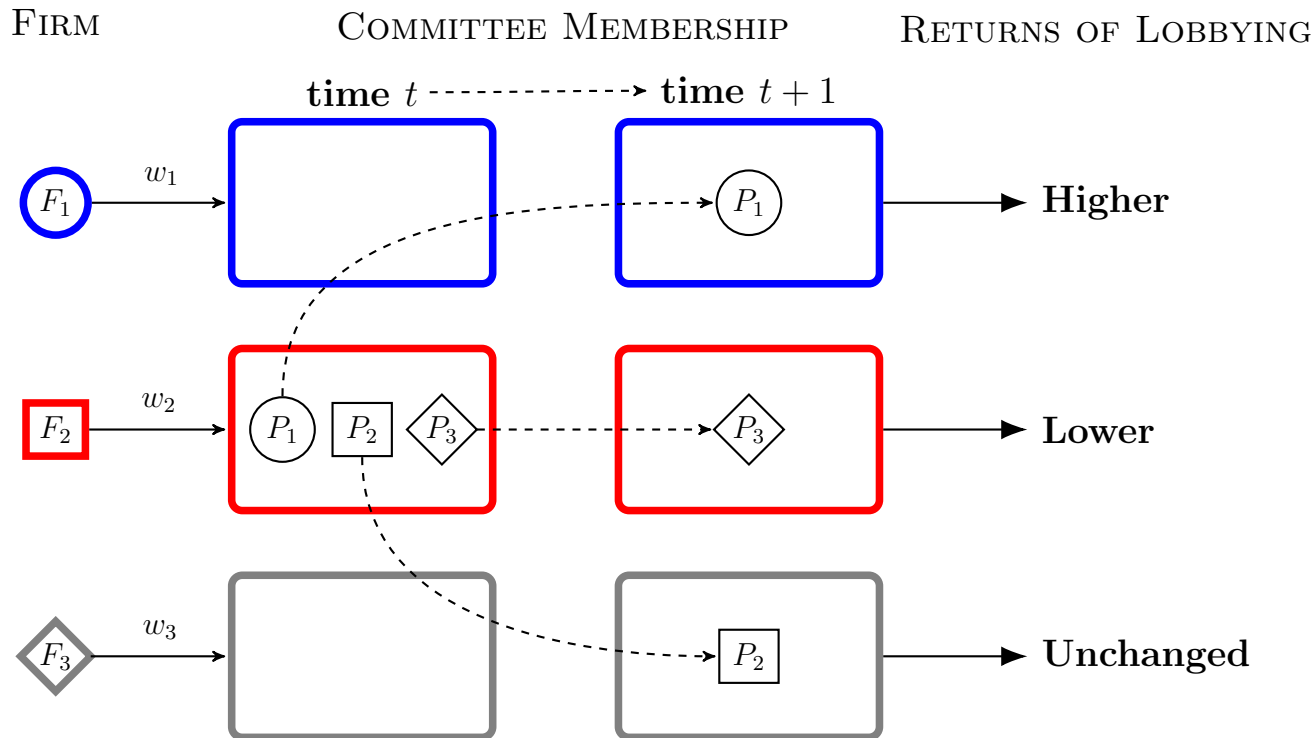 FIRM COMMITTEE MEMBERSHIP RETURNS OF LOBBYING
time t time t + 1
F₁ w₁ P₁ Higher
F₂ w₂ P₁ P₂ P₃ P₃ Lower
F₃ w₃ P₂ Unchanged